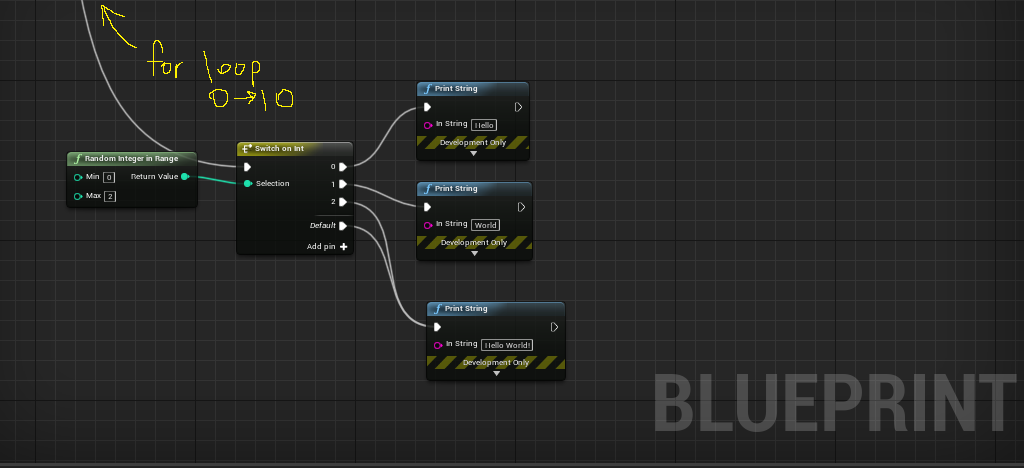 for loop
0→10
Print String
In String Hello
Development Only
Random Integer in Range
Min 0 Return Value
Max 2
Switch on Int
0
Selection 1
2
Default
Add pin
Print String
In String World
Development Only
Print String
In String Hello World!
Development Only
BLUEPRINT